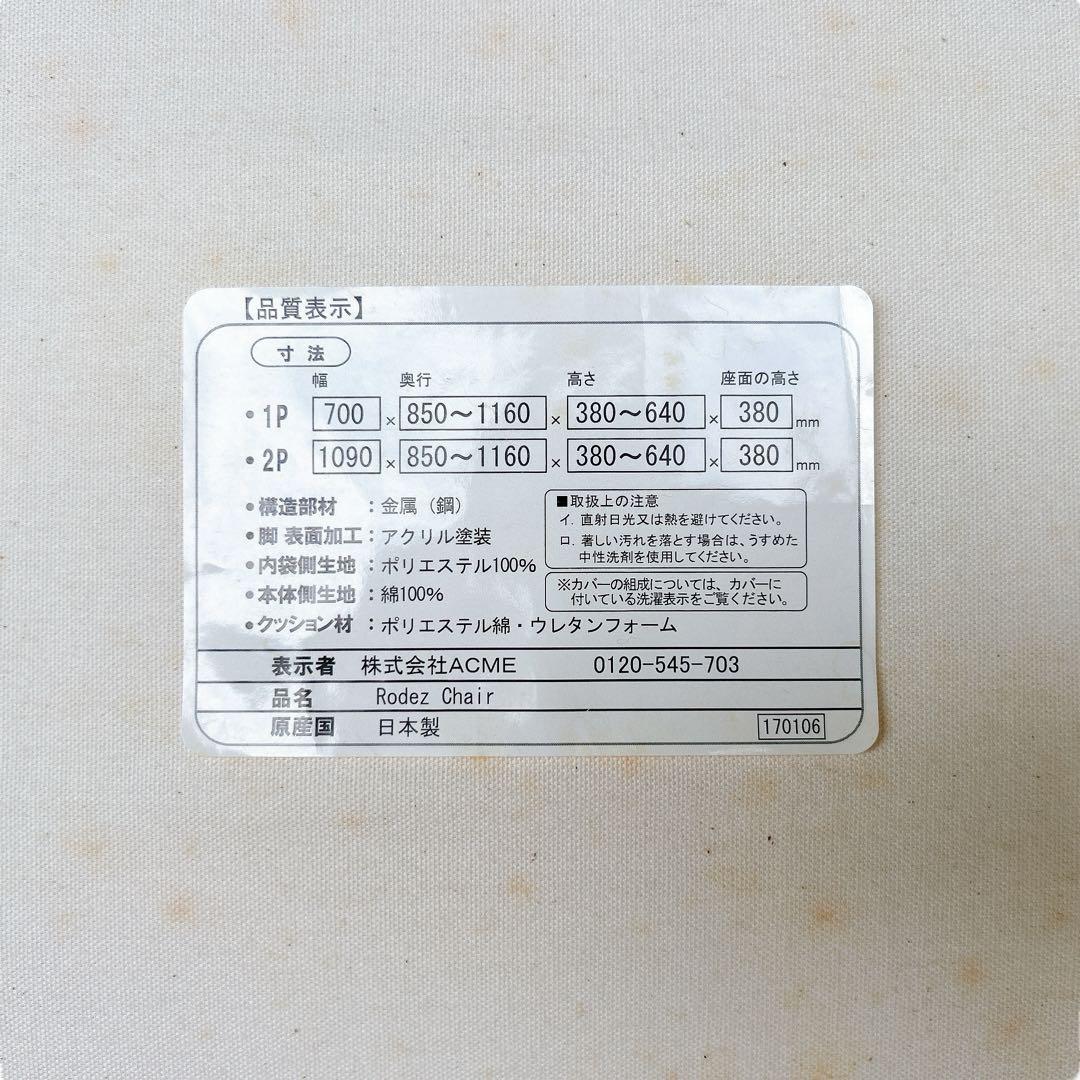 【品質表示】
寸法
幅 奥行 高さ 座面の高さ
・1P 700 × 850～1160 × 380～640 × 380 mm
・2P 1090 × 850～1160 × 380～640 × 380 mm
・構造部材 ：金属（鋼）
・脚 表面加工：アクリル塗装
・内袋側生地 ：ポリエステル100%
・本体側生地 ：綿100%
・クッション材 ：ポリエステル綿・ウレタンフォーム
■取扱上の注意
イ．直射日光又は熱を避けてください。
ロ．著しい汚れを落とす場合は、うすめた
中性洗剤を使用してください。
※カバーの組成については、カバーに
付いている洗濯表示をご覧ください。
表示者 株式会社ACME 0120-545-703
品名 Rodez Chair
原産国 日本製 170106